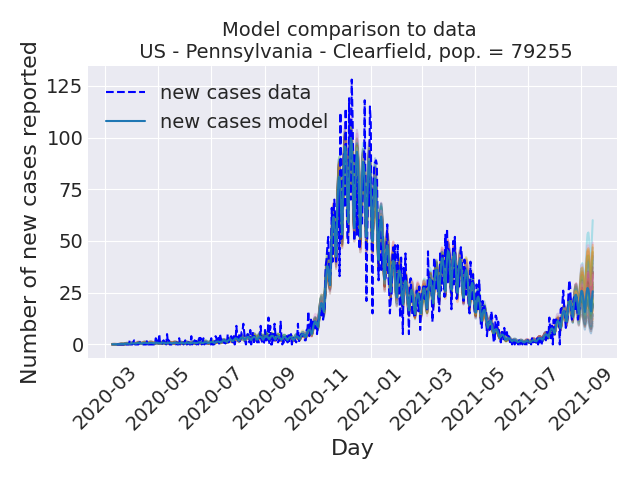 Model comparison to data
US - Pennsylvania - Clearfield, pop. = 79255
Number of new cases reported
125
100
75
50
25
0
new cases data
new cases model
2020-03
2020-05
2020-07
2020-09
2020-11
2021-01
2021-03
2021-05
2021-07
2021-09
Day